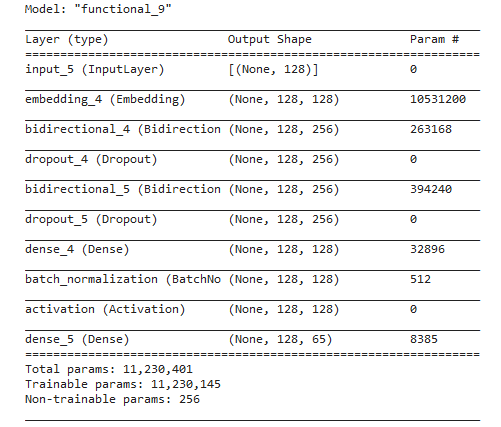 Model: "functional_9"
Layer (type)                 Output Shape              Param #
input_5 (InputLayer)         [(None, 128)]             0
embedding_4 (Embedding)      (None, 128, 128)          10531200
bidirectional_4 (Bidirection (None, 128, 256)          263168
dropout_4 (Dropout)          (None, 128, 256)          0
bidirectional_5 (Bidirection (None, 128, 256)          394240
dropout_5 (Dropout)          (None, 128, 256)          0
dense_4 (Dense)              (None, 128, 128)          32896
batch_normalization (BatchNo (None, 128, 128)          512
activation (Activation)      (None, 128, 128)          0
dense_5 (Dense)              (None, 128, 65)           8385
Total params: 11,230,401
Trainable params: 11,230,145
Non-trainable params: 256